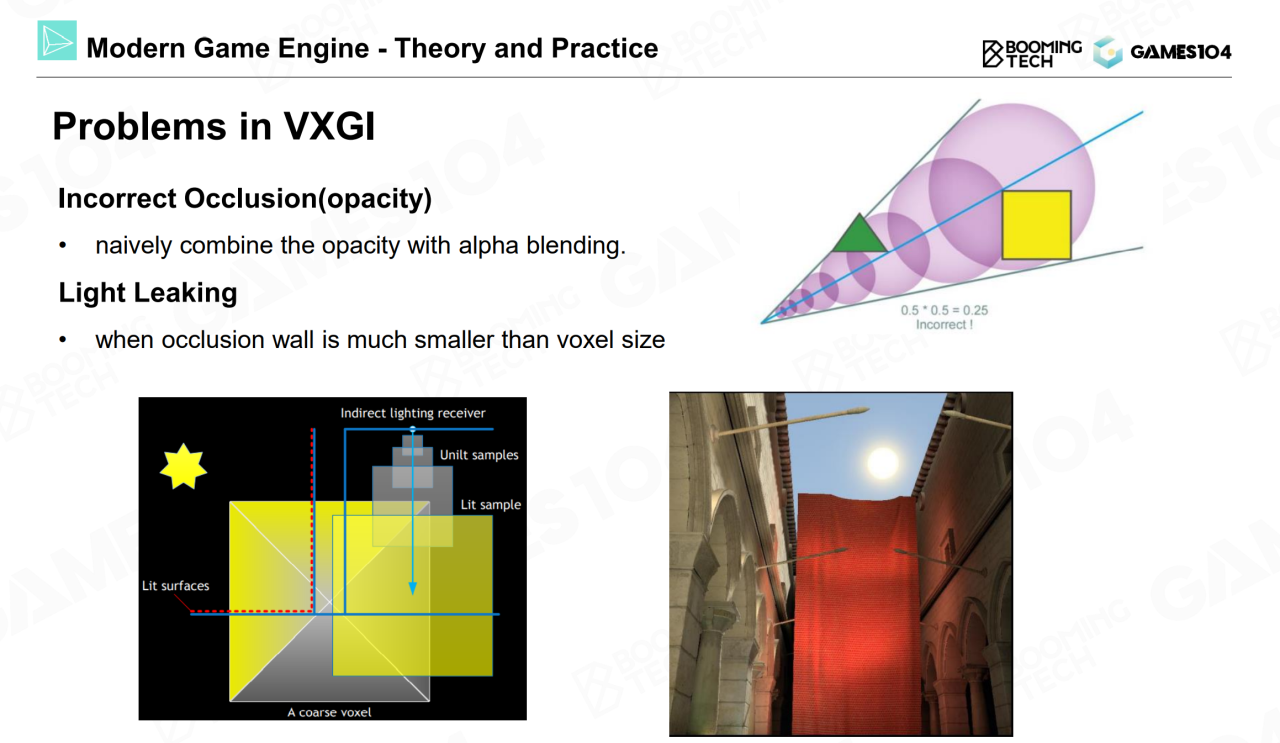 Modern Game Engine - Theory and Practice
BOOMING
TECH
GAMES104
Problems in VXGI
Incorrect Occlusion(opacity)
• naively combine the opacity with alpha blending.
Light Leaking
• when occlusion wall is much smaller than voxel size
0.5 * 0.5 = 0.25
Incorrect !
Indirect lighting receiver
Unilt samples
Lit sample
Lit surfaces
A coarse voxel